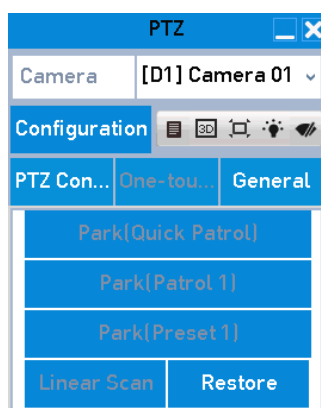 PTZ
Camera [D1] Camera 01
Configuration 3D
PTZ Con... One-tou... General
Park(Quick Patrol)
Park(Patrol 1)
Park(Preset 1)
Linear Scan Restore